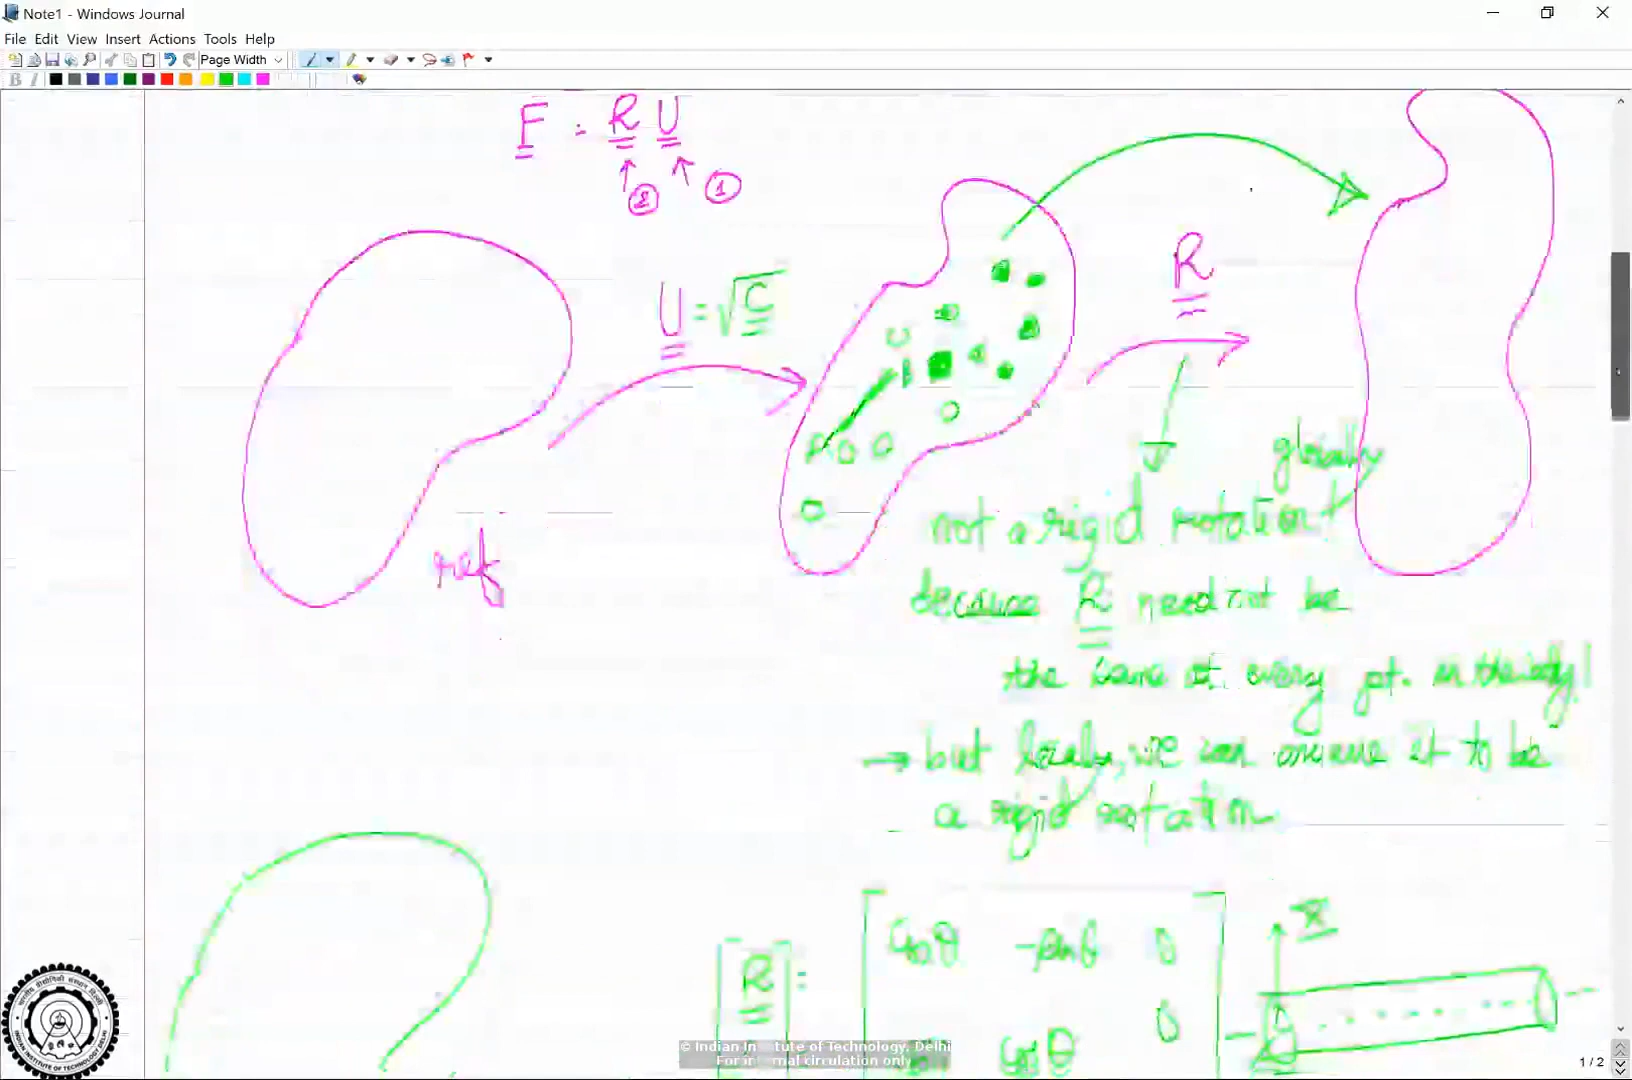 Note1 - Windows Journal
File Edit View Insert Actions Tools Help
Page Width
B I
F = R U
2 1
U = √C
R
ref
globally
not a rigid rotation
because R need not be
the same at every pt. in the body!
→ but locally, we can assume it to be
a rigid rotation
[R] = cosθ -sinθ 0
X
0
cosθ
© Indian Institute of Technology, Delhi
For internal circulation only
1 / 2